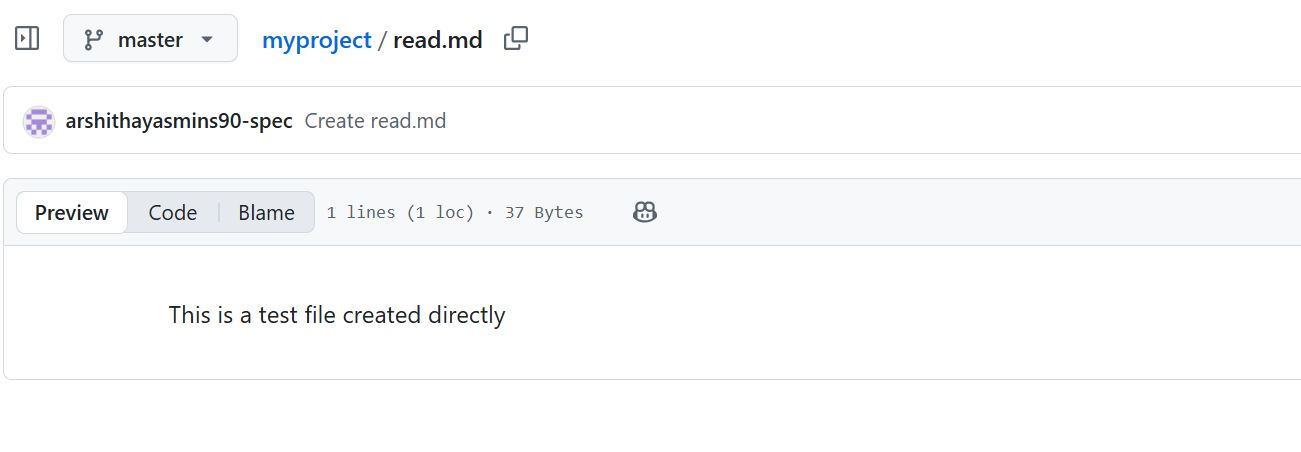 master myproject / read.md
arshithayasmins90-spec Create read.md
Preview Code Blame 1 lines (1 loc) · 37 Bytes
This is a test file created directly